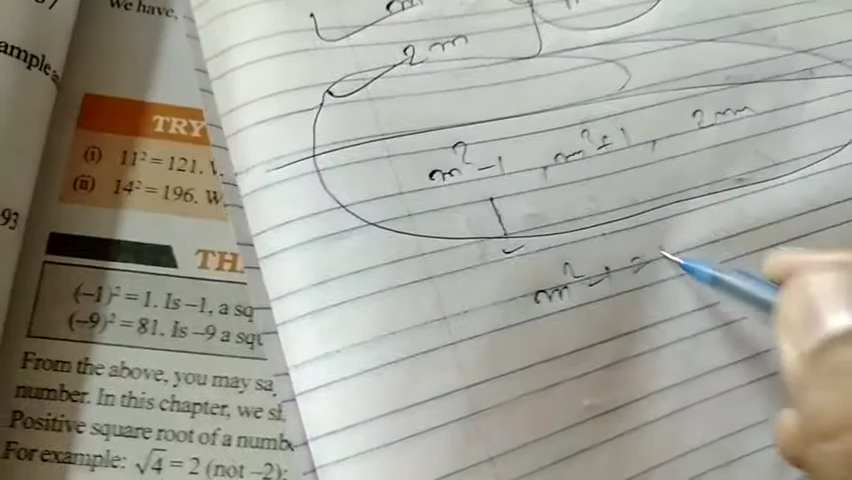 We have,
ample,
TRY
(i) 11² = 121. W
(ii) 14² = 196. W
93
TH
(−1)² = 1. Is −1, a sq
(−9)² = 81. Is −9 a squ
From the above, you may sa
number. In this chapter, we s
Positive square root of a numb
For example: √4 = 2 (not −2);
m
2m
m² − 1 , m² + 1 , 2m
m² − 1 =